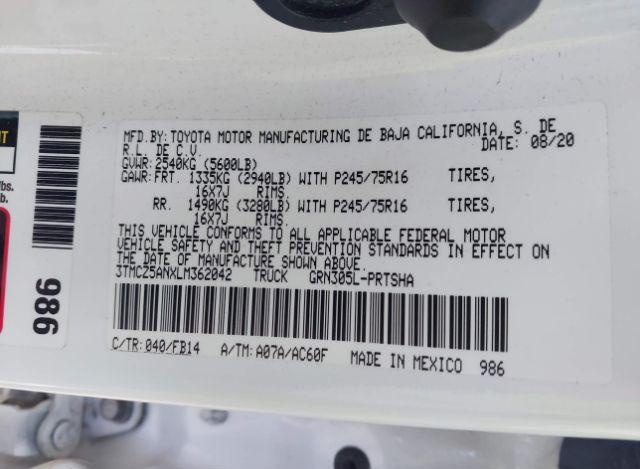 MFD.BY:TOYOTA MOTOR MANUFACTURING DE BAJA CALIFORNIA, S. DE
R.L. DE C.V. DATE: 08/20
GVWR:2540KG (5600LB)
GAWR:FRT. 1335KG (2940LB) WITH P245/75R16 TIRES,
16X7J RIMS.
RR. 1490KG (3280LB) WITH P245/75R16 TIRES,
16X7J RIMS.
THIS VEHICLE CONFORMS TO ALL APPLICABLE FEDERAL MOTOR
VEHICLE SAFETY AND THEFT PREVENTION STANDARDS IN EFFECT ON
THE DATE OF MANUFACTURE SHOWN ABOVE.
3TMCZ5ANXLM362042 TRUCK GRN305L-PRTSHA
C/TR:040/FB14 A/TM:A07A/AC60F MADE IN MEXICO 986
986
lbs.